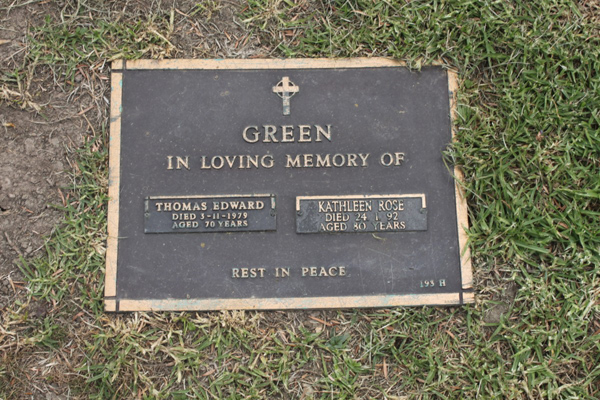 GREEN
IN LOVING MEMORY OF
THOMAS EDWARD
DIED 3-11-1979
AGED 70 YEARS
KATHLEEN ROSE
DIED 24 1 92
AGED 80 YEARS
REST IN PEACE
193 H